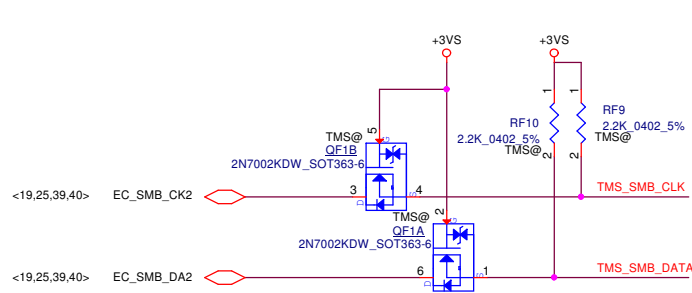 +3VS
+3VS
1
1
RF10
2.2K_0402_5%
TMS@
2
RF9
2.2K_0402_5%
TMS@
2
5
G
TMS@
QF1B
2N7002KDW_SOT363-6
<19,25,39,40> EC_SMB_CK2
3
D
S
4
TMS_SMB_CLK
2
G
TMS@
QF1A
2N7002KDW_SOT363-6
<19,25,39,40> EC_SMB_DA2
6
D
S
1
TMS_SMB_DATA